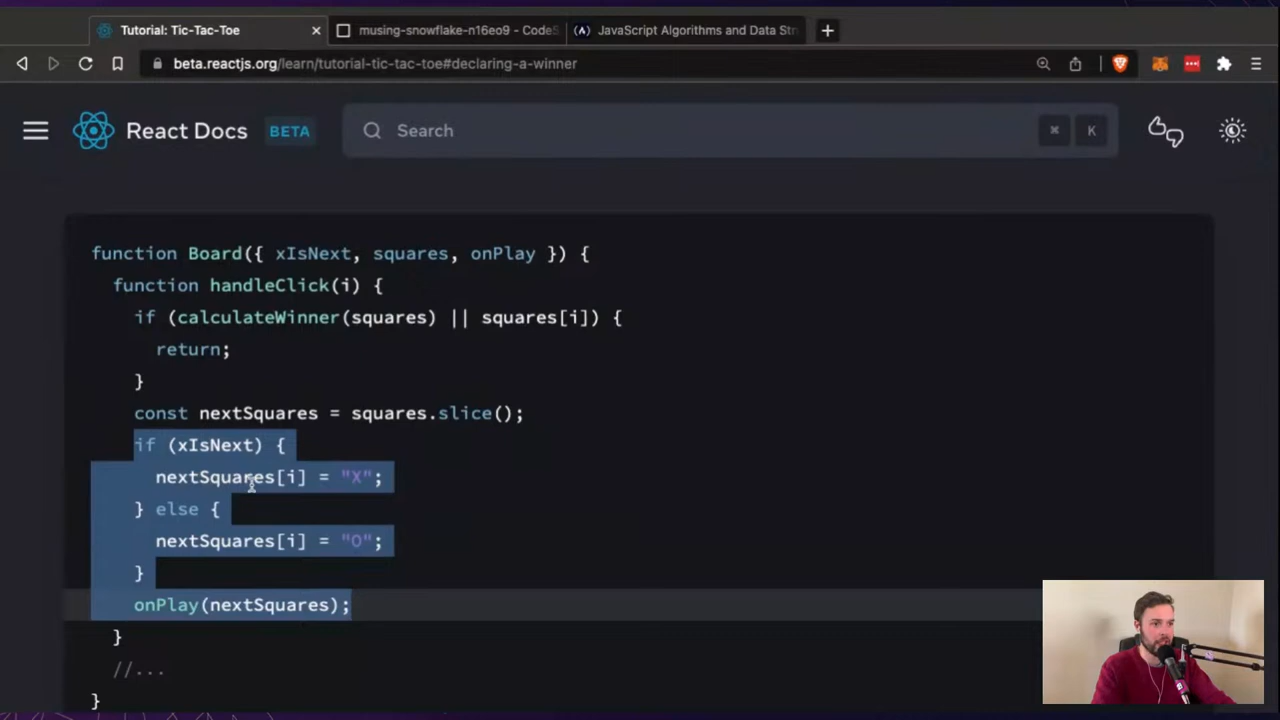 Tutorial: Tic-Tac-Toe
musing-snowflake-n16eo9 - CodeS
JavaScript Algorithms and Data Str
beta.reactjs.org/learn/tutorial-tic-tac-toe#declaring-a-winner
React Docs BETA Search ⌘ K
function Board({ xIsNext, squares, onPlay }) {
function handleClick(i) {
if (calculateWinner(squares) || squares[i]) {
return;
}
const nextSquares = squares.slice();
if (xIsNext) {
nextSquares[i] = "X";
} else {
nextSquares[i] = "O";
}
onPlay(nextSquares);
}
//...
}